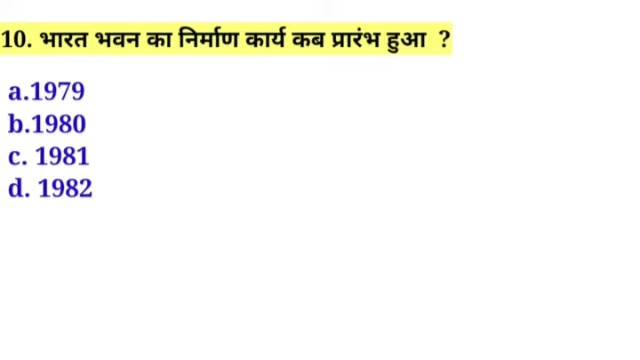 10. भारत भवन का निर्माण कार्य कब प्रारंभ हुआ ?
a.1979
b.1980
c. 1981
d. 1982